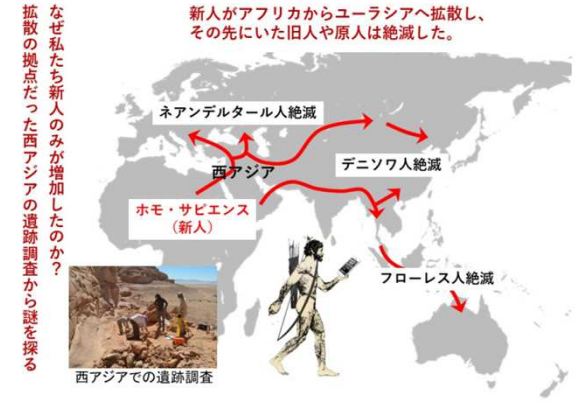 新人がアフリカからユーラシアへ拡散し、
その先にいた旧人や原人は絶滅した。
なぜ私たち新人のみが増加したのか？
拡散の拠点だった西アジアの遺跡調査から謎を探る
ネアンデルタール人絶滅
西アジア
デニソワ人絶滅
ホモ・サピエンス
（新人）
フローレス人絶滅
西アジアでの遺跡調査